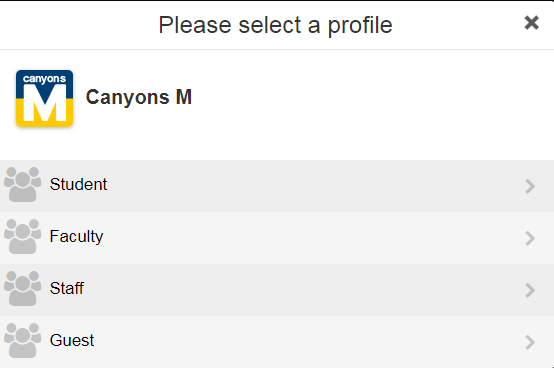 Please select a profile
canyons
M
Canyons M
Student
Faculty
Staff
Guest